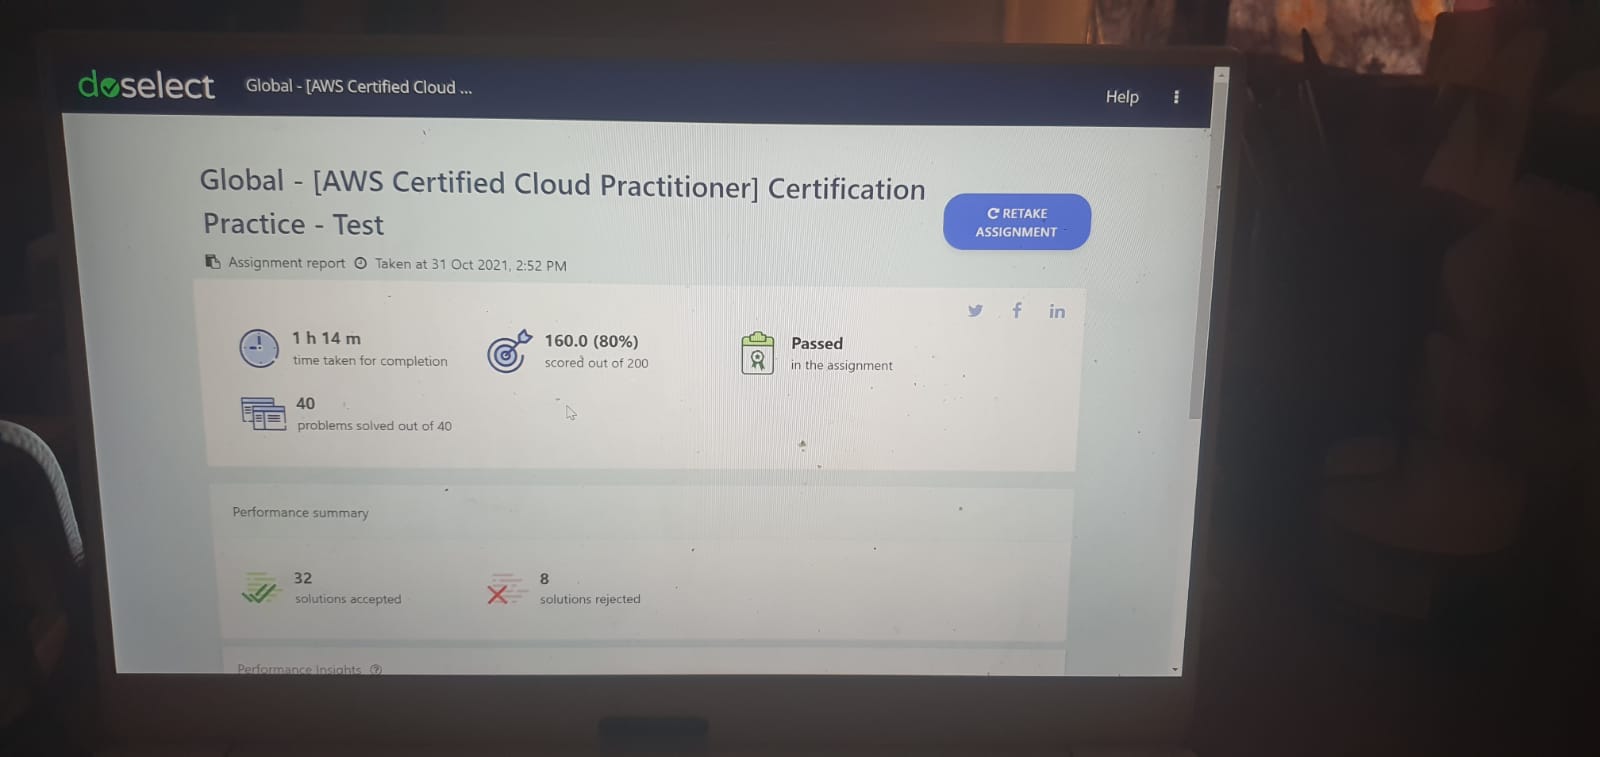 doselect Global - [AWS Certified Cloud ... Help
Global - [AWS Certified Cloud Practitioner] Certification
Practice - Test
RETAKE
ASSIGNMENT
Assignment report Taken at 31 Oct 2021, 2:52 PM
in
1 h 14 m
time taken for completion
160.0 (80%)
scored out of 200
Passed
in the assignment
40
problems solved out of 40
Performance summary
32
solutions accepted
8
solutions rejected
Performance Insights